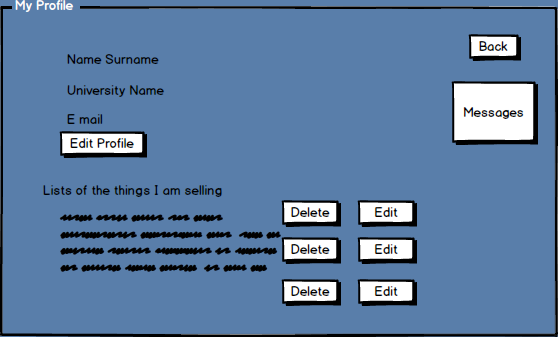 My Profile
Back
Name Surname
University Name
Messages
E mail
Edit Profile
Lists of the things I am selling
Delete Edit
Delete Edit
Delete Edit